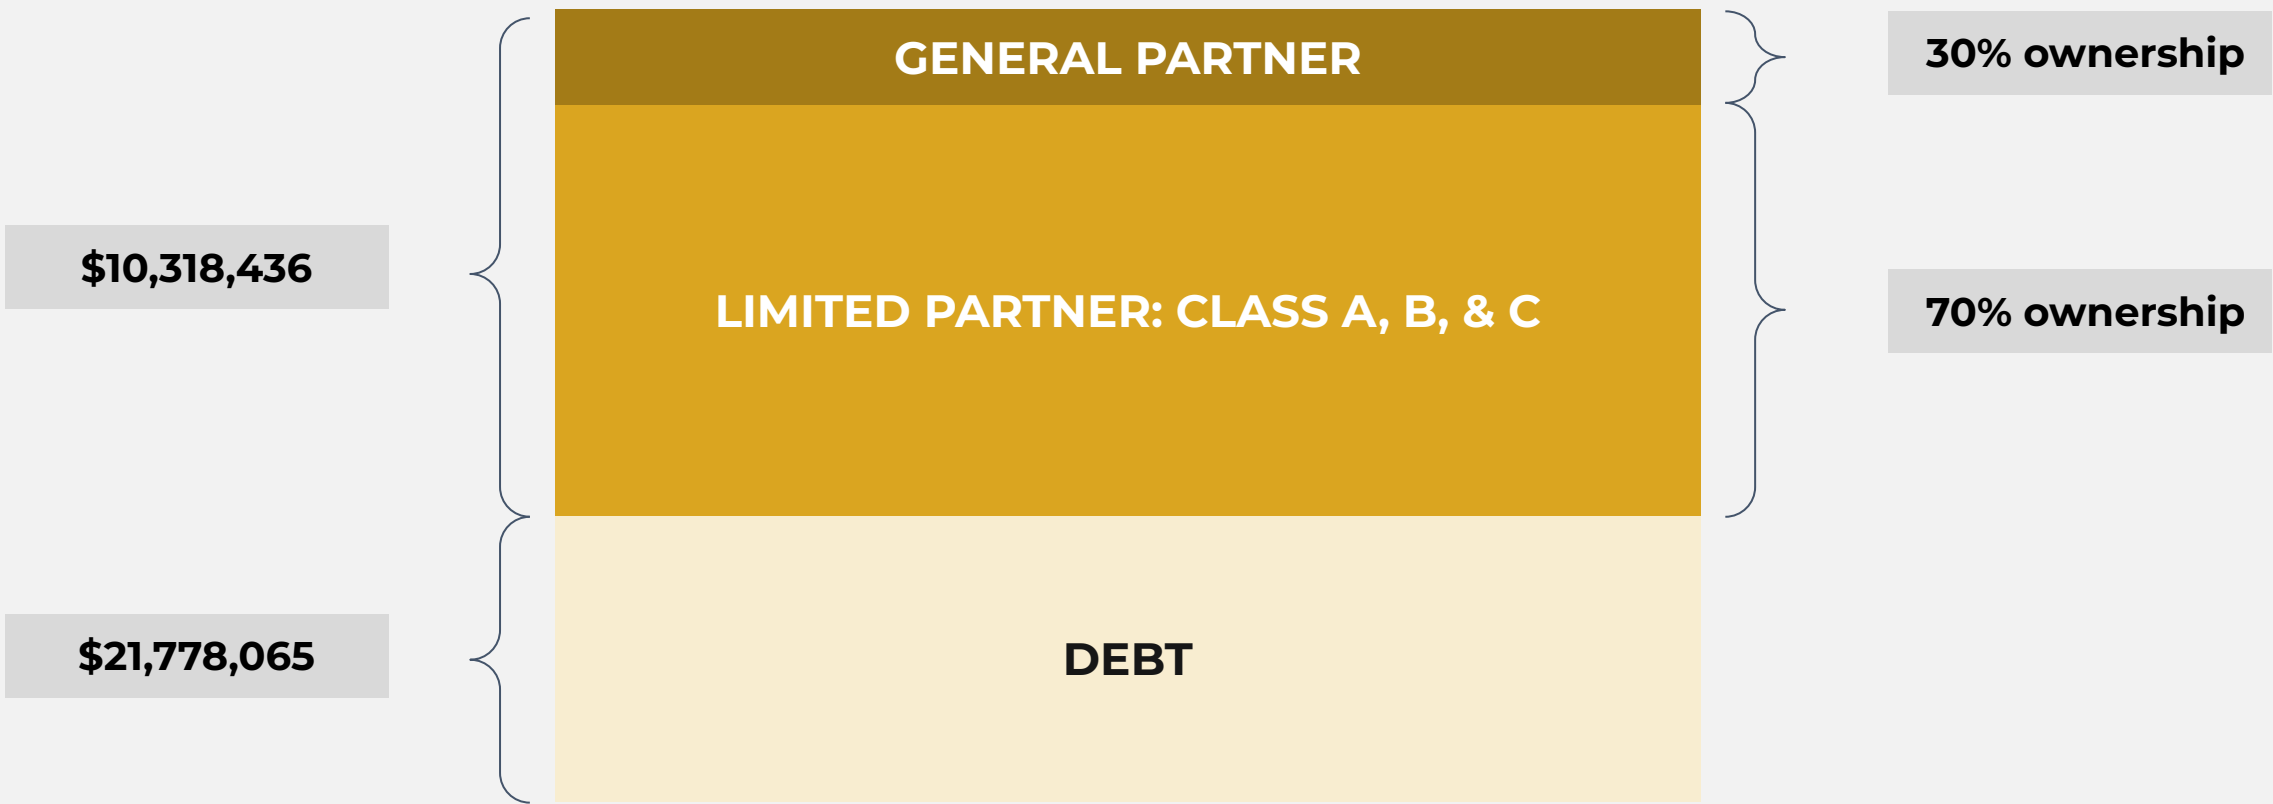 GENERAL PARTNER
30% ownership
$10,318,436
LIMITED PARTNER: CLASS A, B, & C
70% ownership
$21,778,065
DEBT